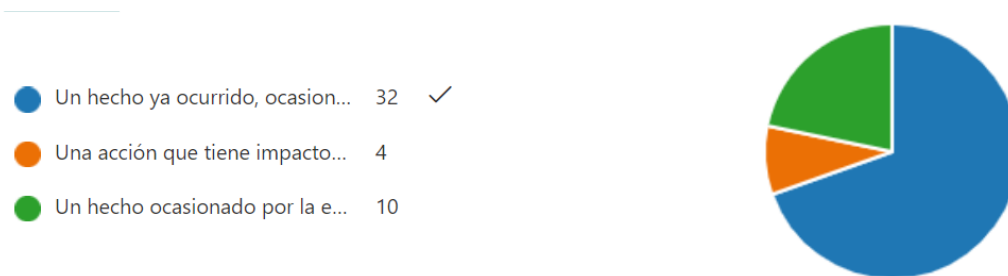 Un hecho ya ocurrido, ocasion... 32
Una acción que tiene impacto... 4
Un hecho ocasionado por la e... 10